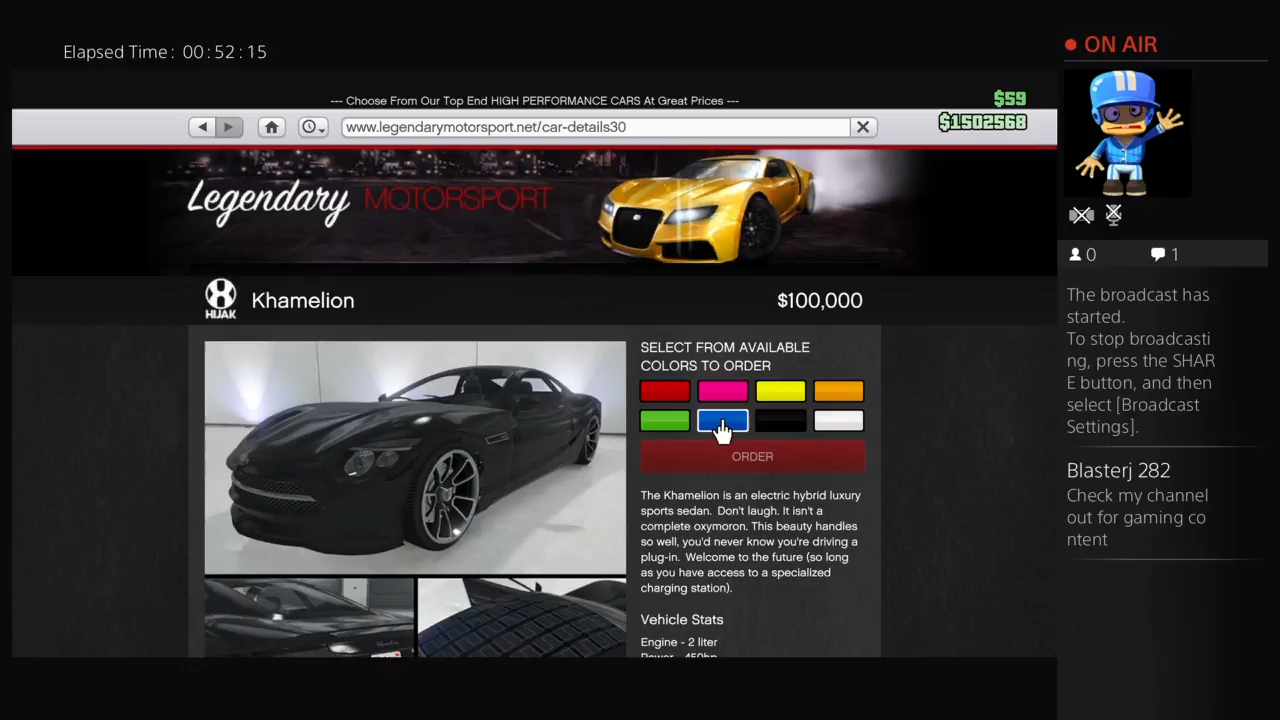 Elapsed Time: 00:52:15
ON AIR
--- Choose From Our Top End HIGH PERFORMANCE CARS At Great Prices ---
$59
www.legendarymotorsport.net/car-details30
$1502568
Legendary MOTORSPORT
HIJAK
Khamelion
$100,000
SELECT FROM AVAILABLE
COLORS TO ORDER
ORDER
The Khamelion is an electric hybrid luxury
sports sedan. Don't laugh. It isn't a
complete oxymoron. This beauty handles
so well, you'd never know you're driving a
plug-in. Welcome to the future (so long
as you have access to a specialized
charging station).
Vehicle Stats
Engine - 2 liter
Power - 450hp
0
1
The broadcast has
started.
To stop broadcasti
ng, press the SHAR
E button, and then
select [Broadcast
Settings].
Blasterj 282
Check my channel
out for gaming co
ntent